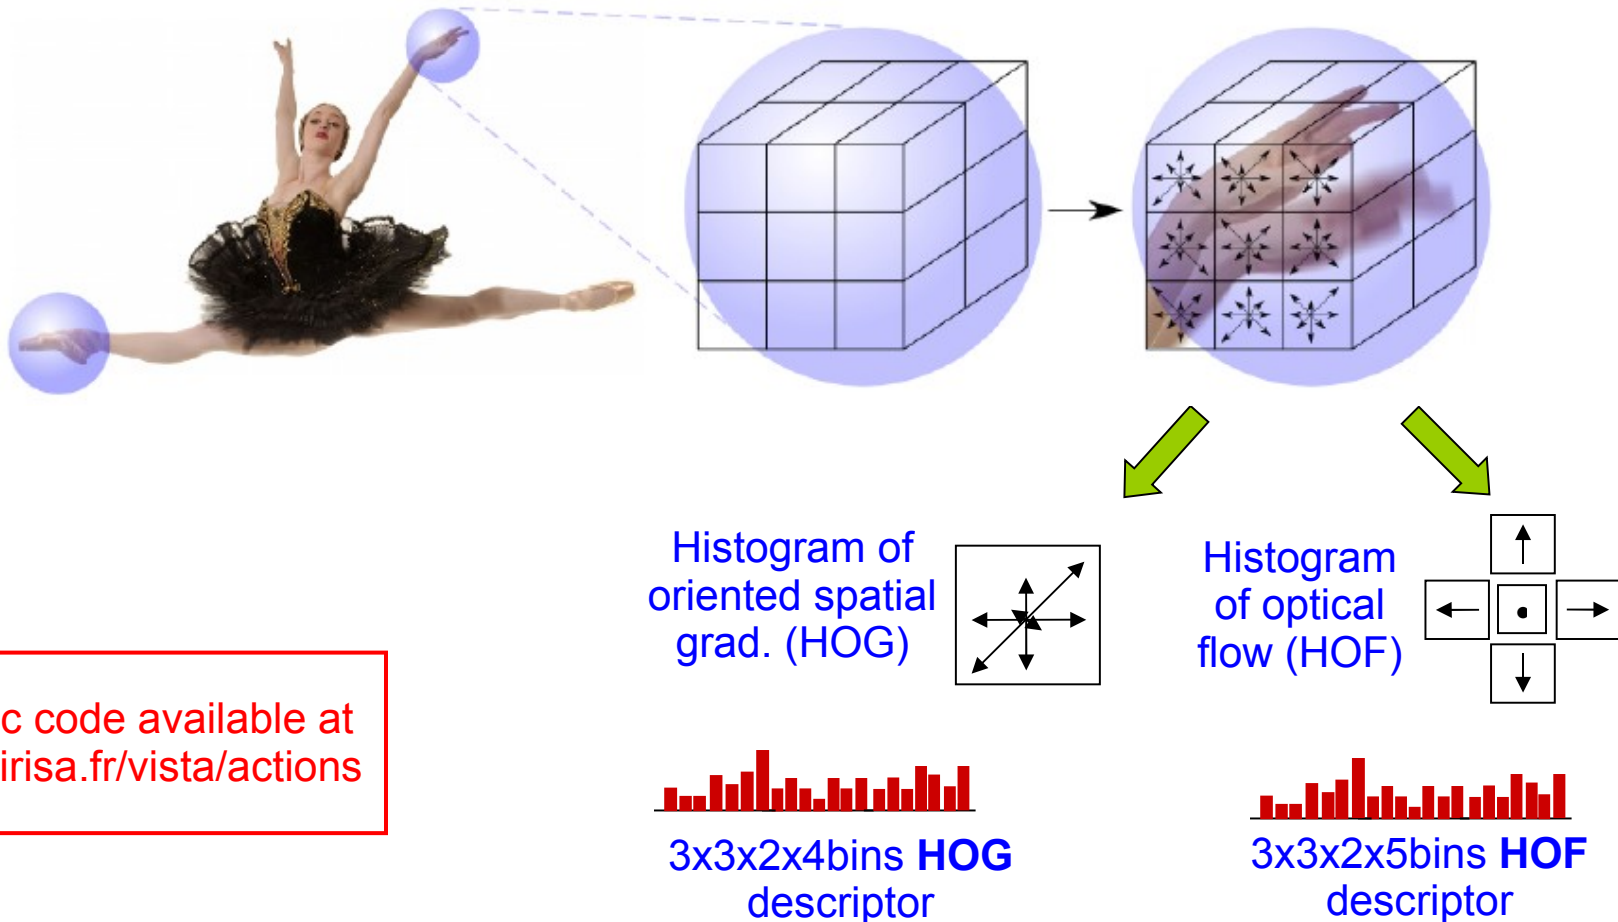 Histogram of
oriented spatial
grad. (HOG)
Histogram
of optical
flow (HOF)
c code available at
irisa.fr/vista/actions
3x3x2x4bins HOG
descriptor
3x3x2x5bins HOF
descriptor